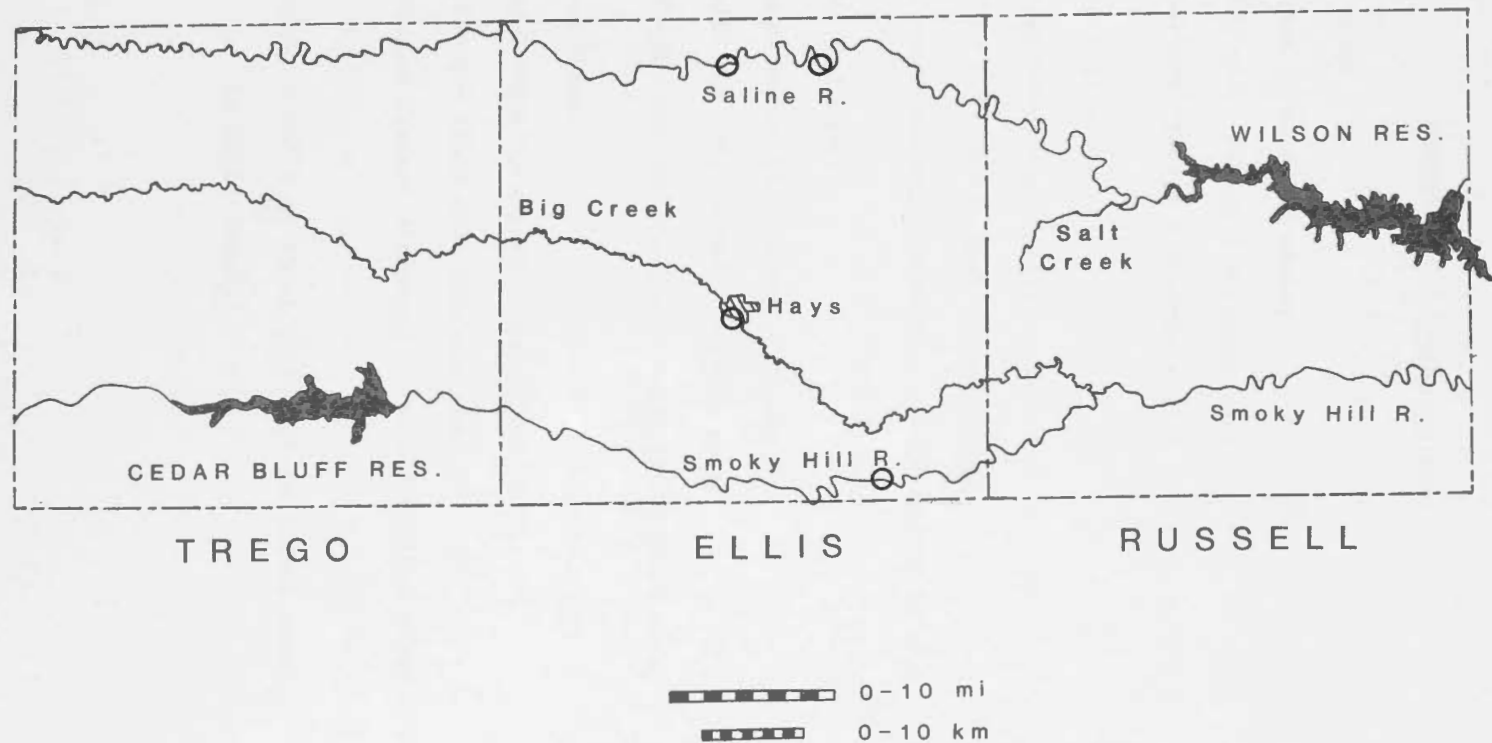 Saline R.
WILSON RES.
Big Creek
Salt
Creek
Hays
Smoky Hill R.
CEDAR BLUFF RES.
Smoky Hill R.
TREGO
ELLIS
RUSSELL
0-10 mi
0-10 km